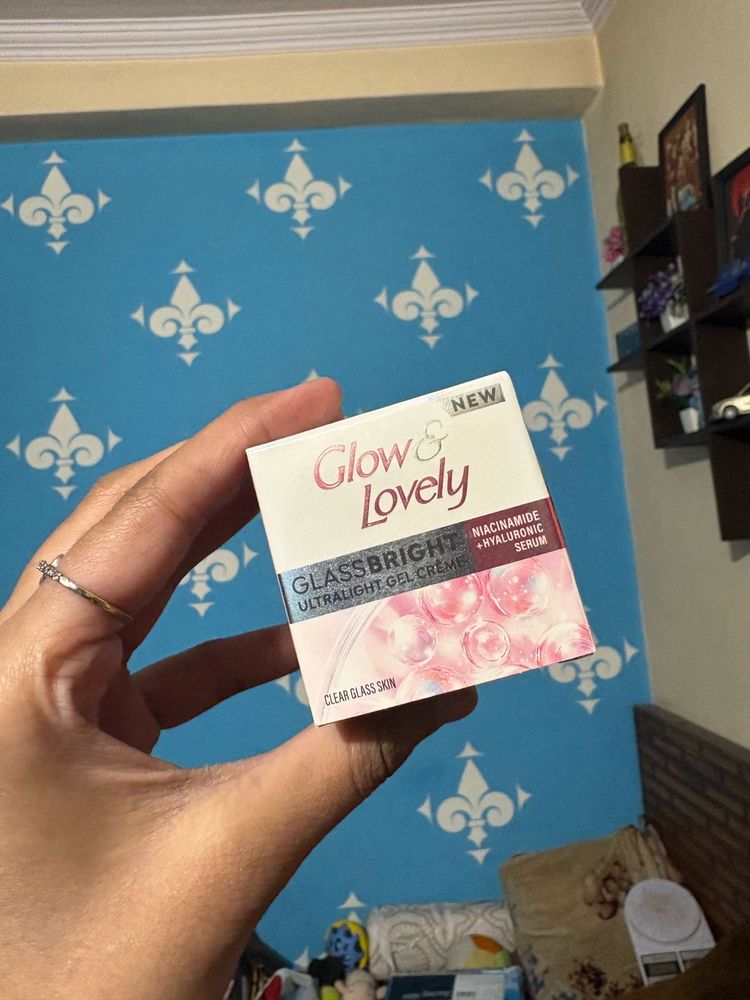 NEW
Glow &
Lovely
GLASSBRIGHT
ULTRALIGHT GEL CRÈME
NIACINAMIDE
+HYALURONIC
SERUM
CLEAR GLASS SKIN